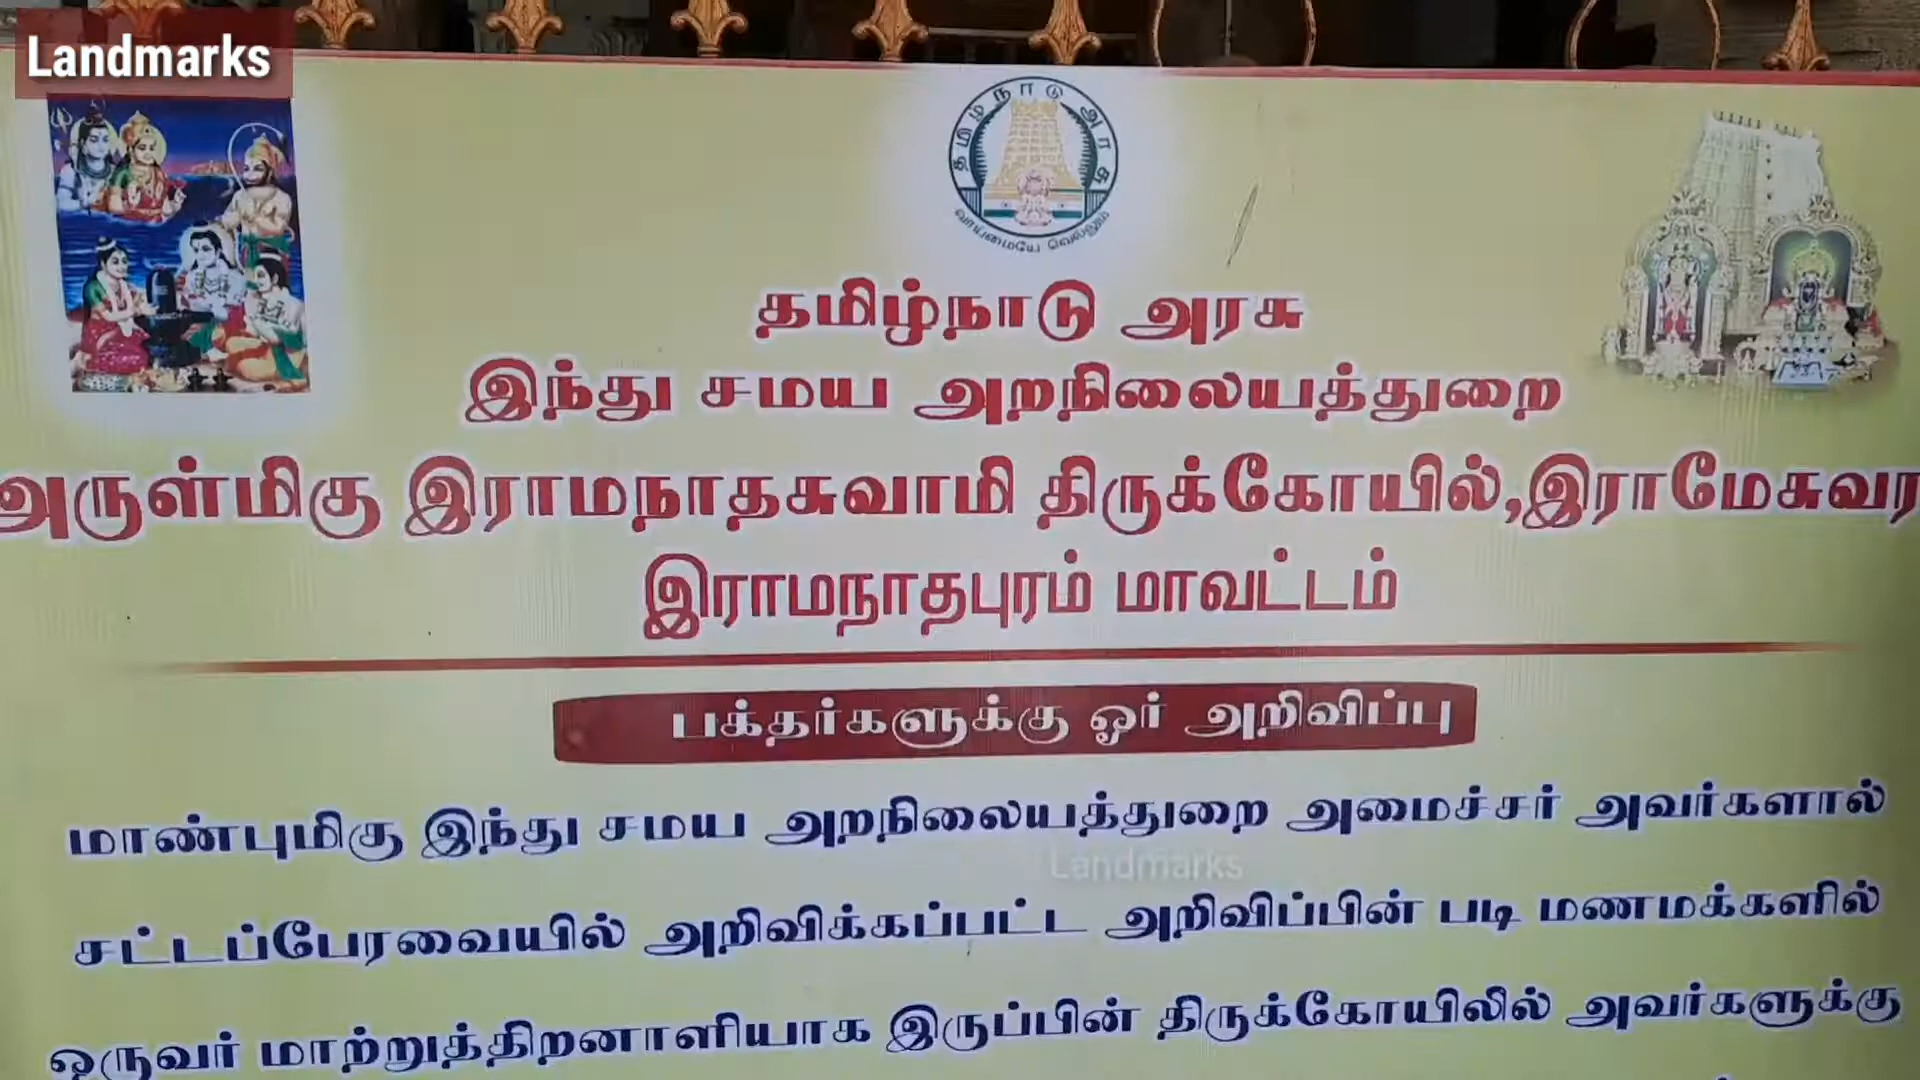 Landmarks
தமிழ்நாடு அரசு
வாய்மையே வெல்லும்
தமிழ்நாடு அரசு
இந்து சமய அறநிலையத்துறை
அருள்மிகு இராமநாதசுவாமி திருக்கோயில்,இராமேசுவர
இராமநாதபுரம் மாவட்டம்
பக்தர்களுக்கு ஓர் அறிவிப்பு
மாண்புமிகு இந்து சமய அறநிலையத்துறை அமைச்சர் அவர்களால்
Landmarks
சட்டப்பேரவையில் அறிவிக்கப்பட்ட அறிவிப்பின் படி மணமக்களில்
ஒருவர் மாற்றுத்திறனாளியாக இருப்பின் திருக்கோயிலில் அவர்களுக்கு